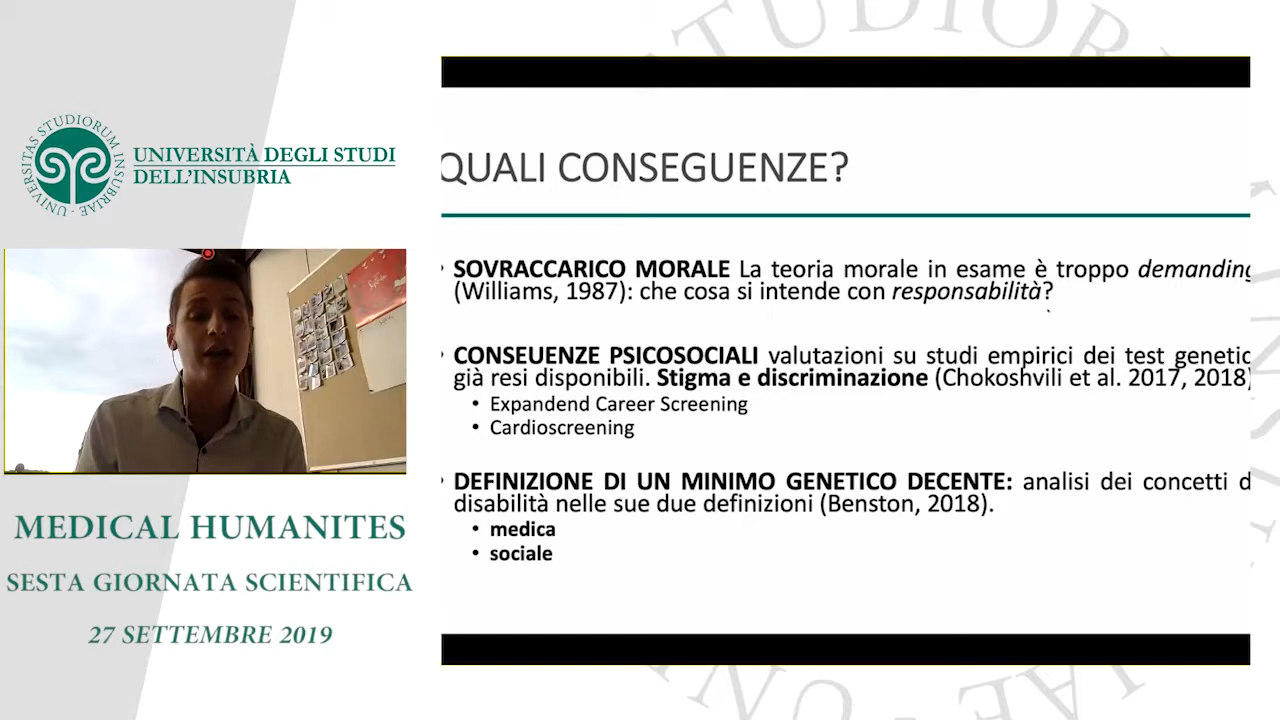 UNIVERSITAS STUDIORUM INSUBRIAE
UNIVERSITÀ DEGLI STUDI
DELL'INSUBRIA
MEDICAL HUMANITES
SESTA GIORNATA SCIENTIFICA
27 SETTEMBRE 2019
QUALI CONSEGUENZE?
SOVRACCARICO MORALE La teoria morale in esame è troppo demanding
(Williams, 1987): che cosa si intende con responsabilità?
CONSEUENZE PSICOSOCIALI valutazioni su studi empirici dei test genetic
già resi disponibili. Stigma e discriminazione (Chokoshvili et al. 2017, 2018)
• Expandend Career Screening
• Cardioscreening
DEFINIZIONE DI UN MINIMO GENETICO DECENTE: analisi dei concetti d
disabilità nelle sue due definizioni (Benston, 2018).
• medica
• sociale